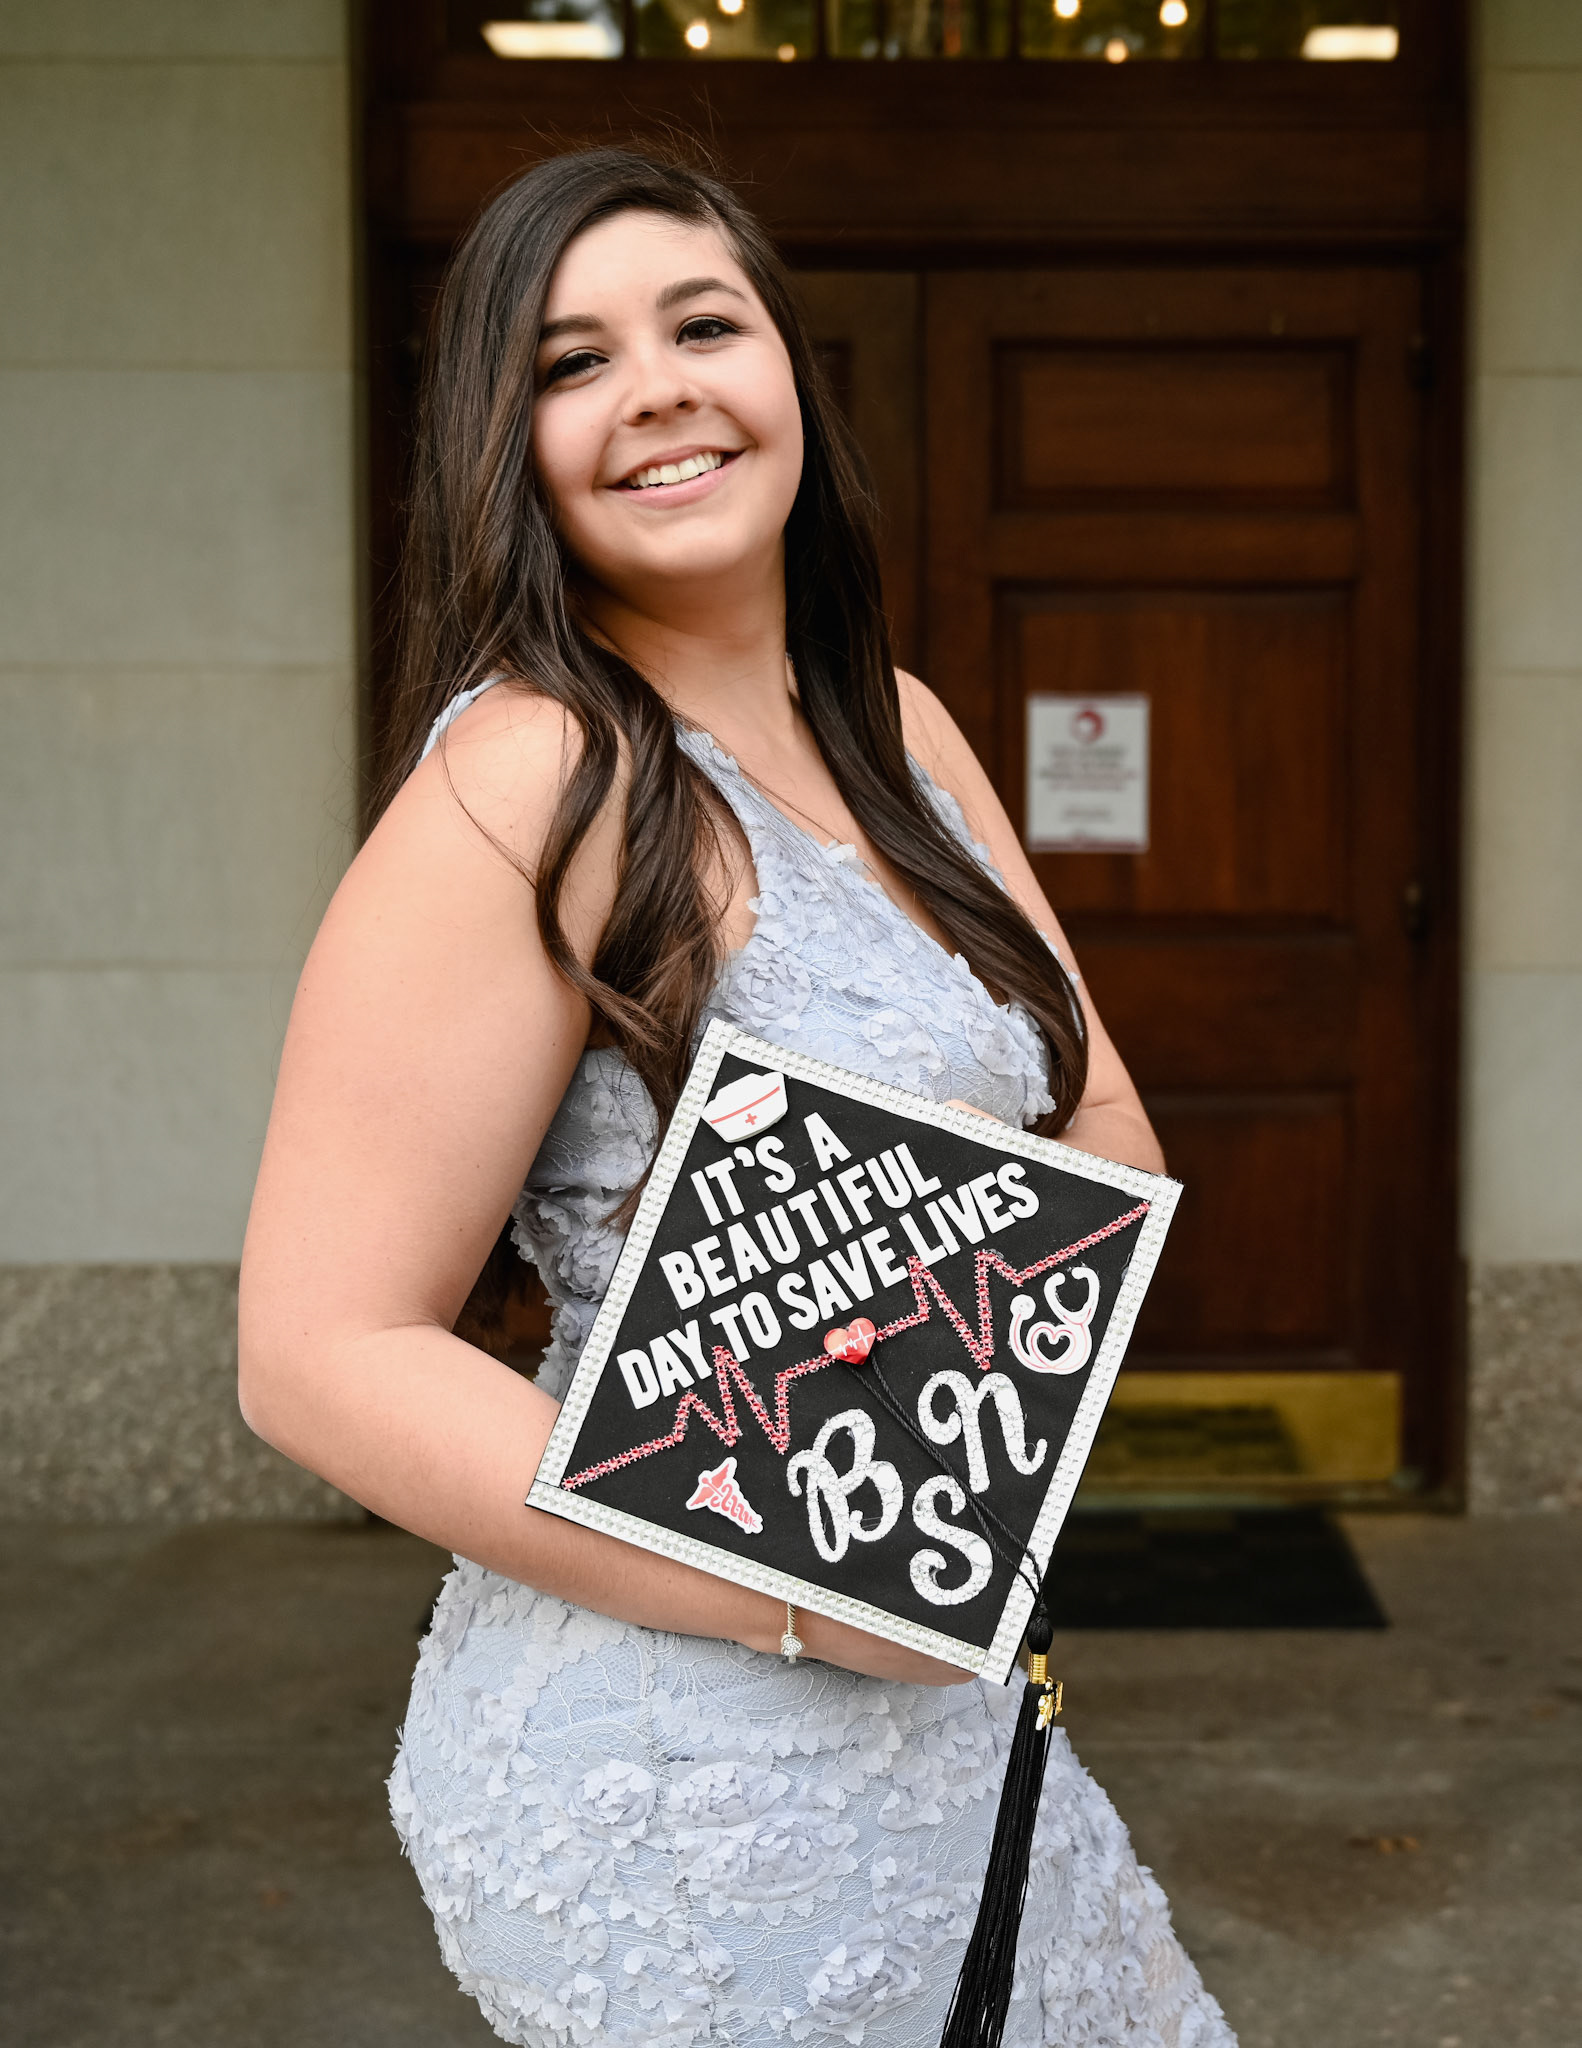 IT'S A
BEAUTIFUL
DAY TO SAVE LIVES
BSN